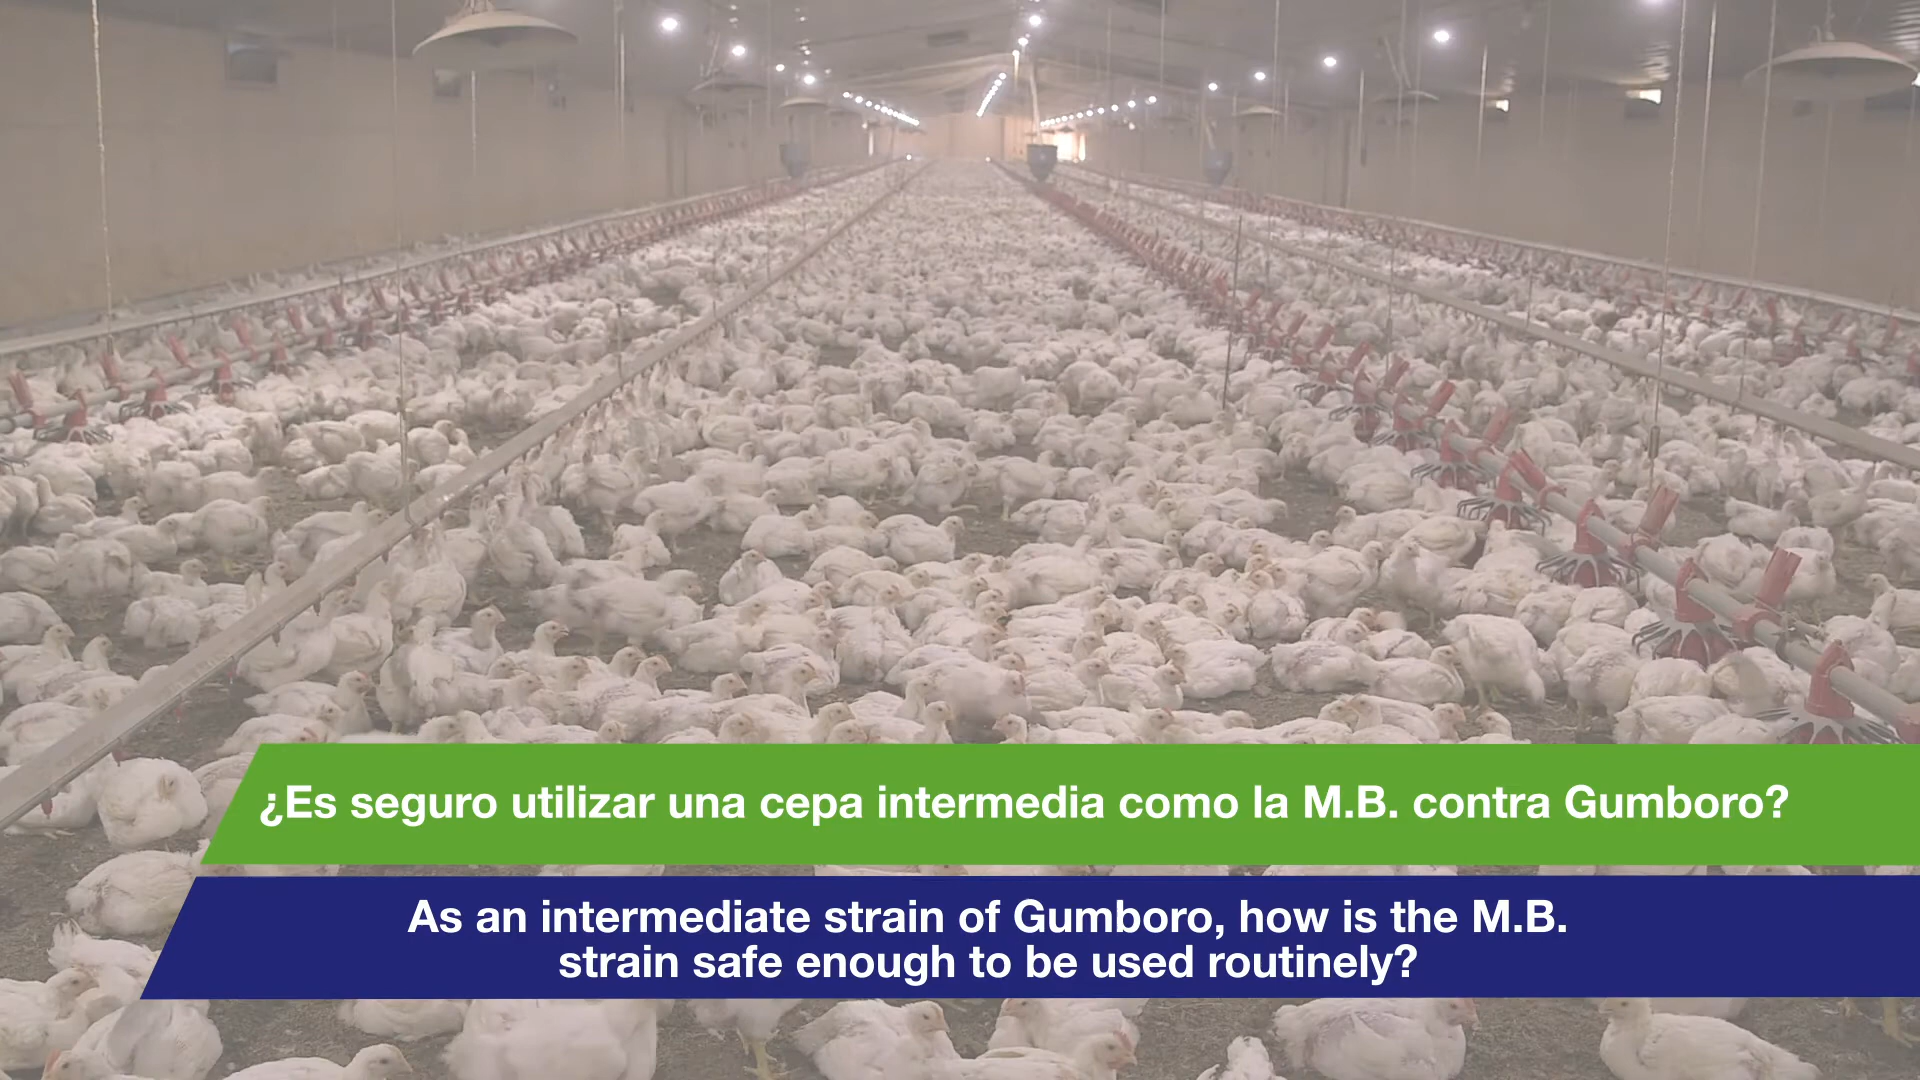 ¿Es seguro utilizar una cepa intermedia como la M.B. contra Gumboro?
As an intermediate strain of Gumboro, how is the M.B.
strain safe enough to be used routinely?